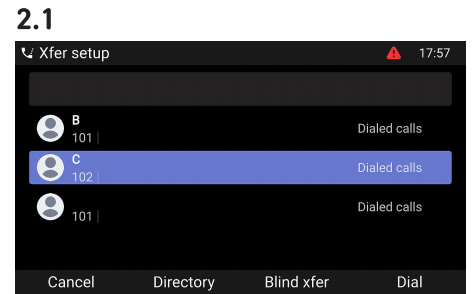 2.1
Xfer setup 17:57
B
101
Dialed calls
C
102
Dialed calls
101
Dialed calls
Cancel Directory Blind xfer Dial